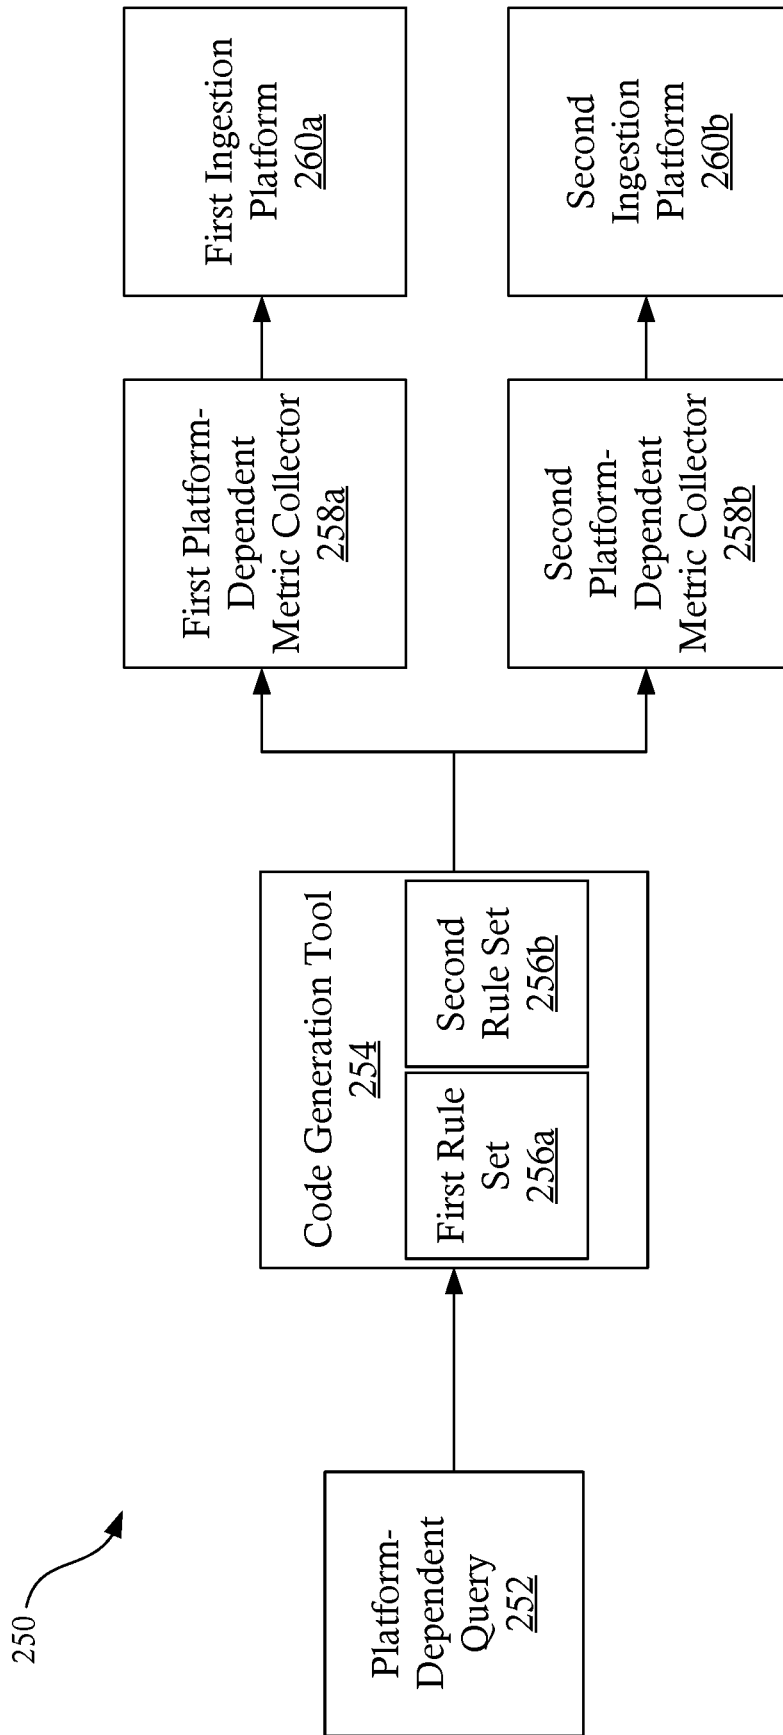 250
Platform-
Dependent
Query
252
Code Generation Tool
254
First Rule
Set
256a
Second
Rule Set
256b
First Platform-
Dependent
Metric Collector
258a
First Ingestion
Platform
260a
Second
Platform-
Dependent
Metric Collector
258b
Second
Ingestion
Platform
260b